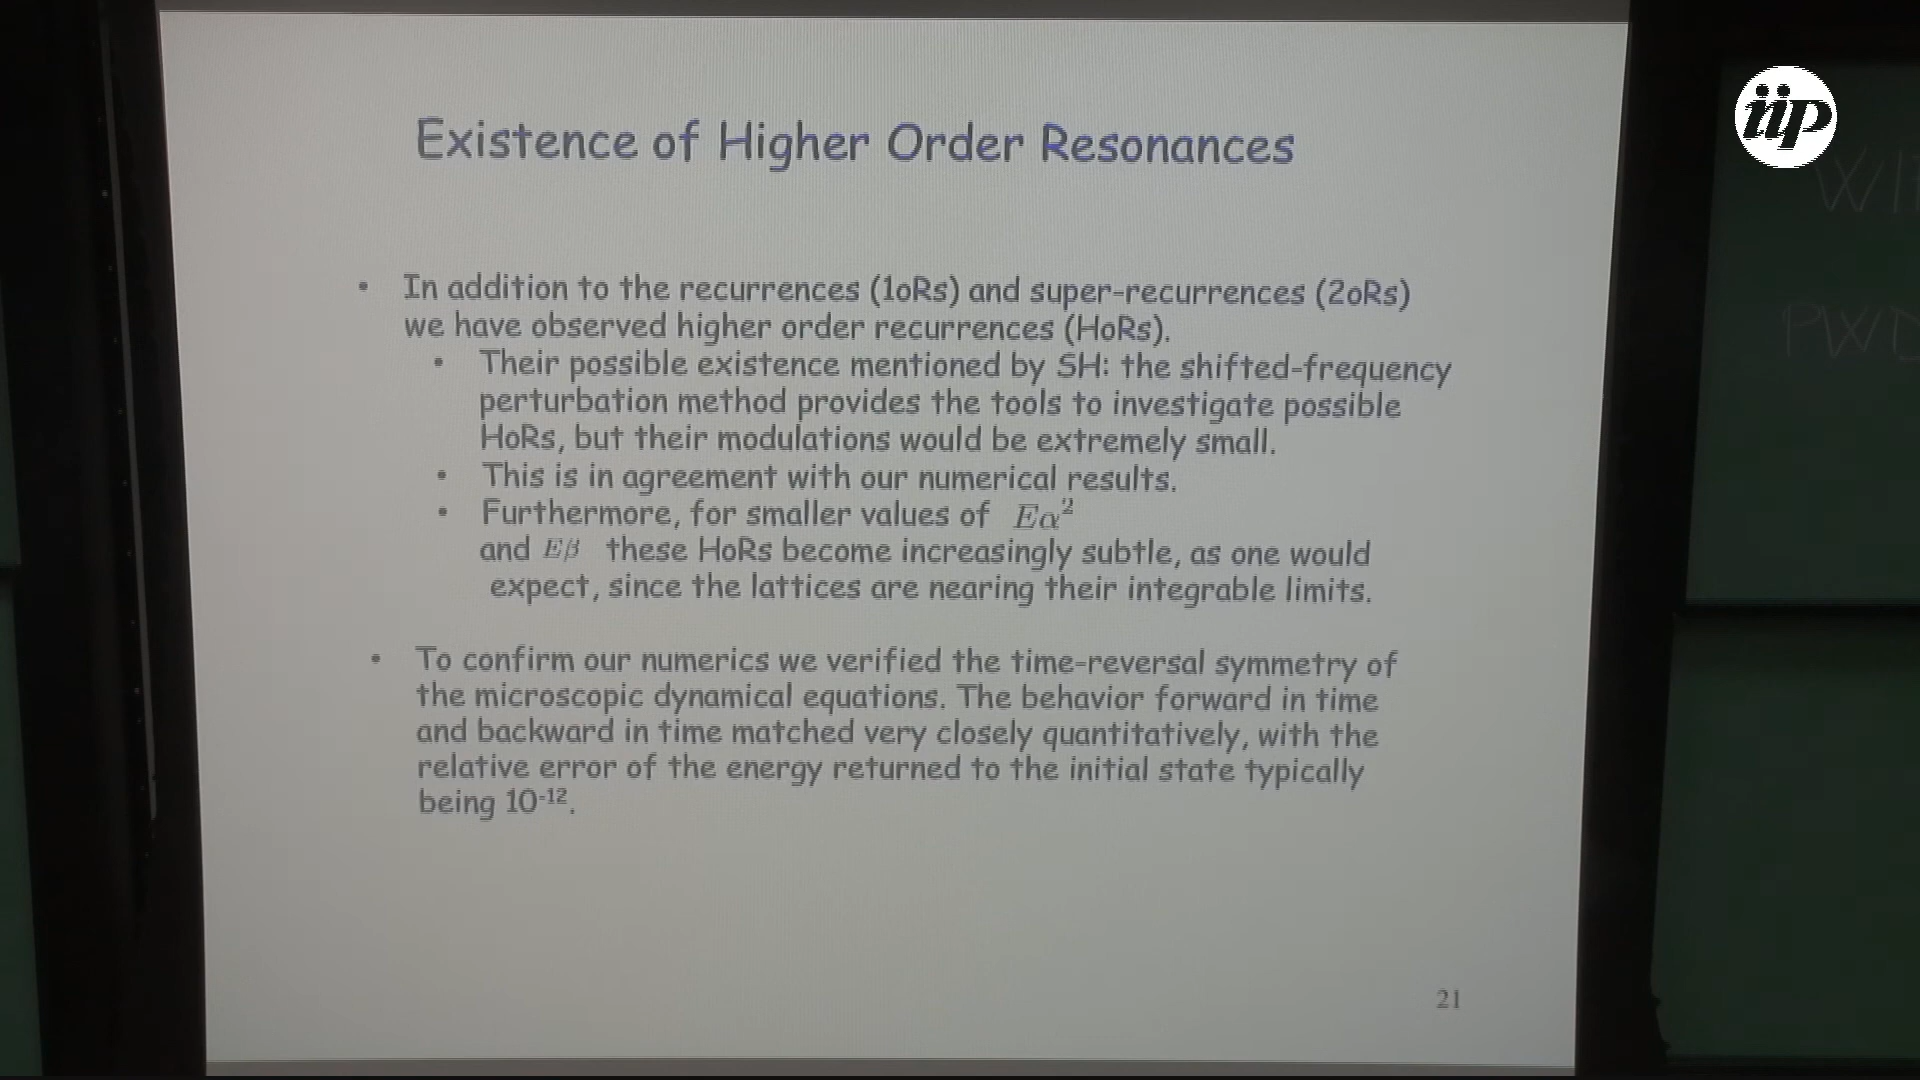 iip
Existence of Higher Order Resonances
• In addition to the recurrences (1oRs) and super-recurrences (2oRs)
we have observed higher order recurrences (HoRs).
• Their possible existence mentioned by SH: the shifted-frequency
perturbation method provides the tools to investigate possible
HoRs, but their modulations would be extremely small.
• This is in agreement with our numerical results.
• Furthermore, for smaller values of Eα²
and Eβ these HoRs become increasingly subtle, as one would
expect, since the lattices are nearing their integrable limits.
• To confirm our numerics we verified the time-reversal symmetry of
the microscopic dynamical equations. The behavior forward in time
and backward in time matched very closely quantitatively, with the
relative error of the energy returned to the initial state typically
being 10⁻¹².
21